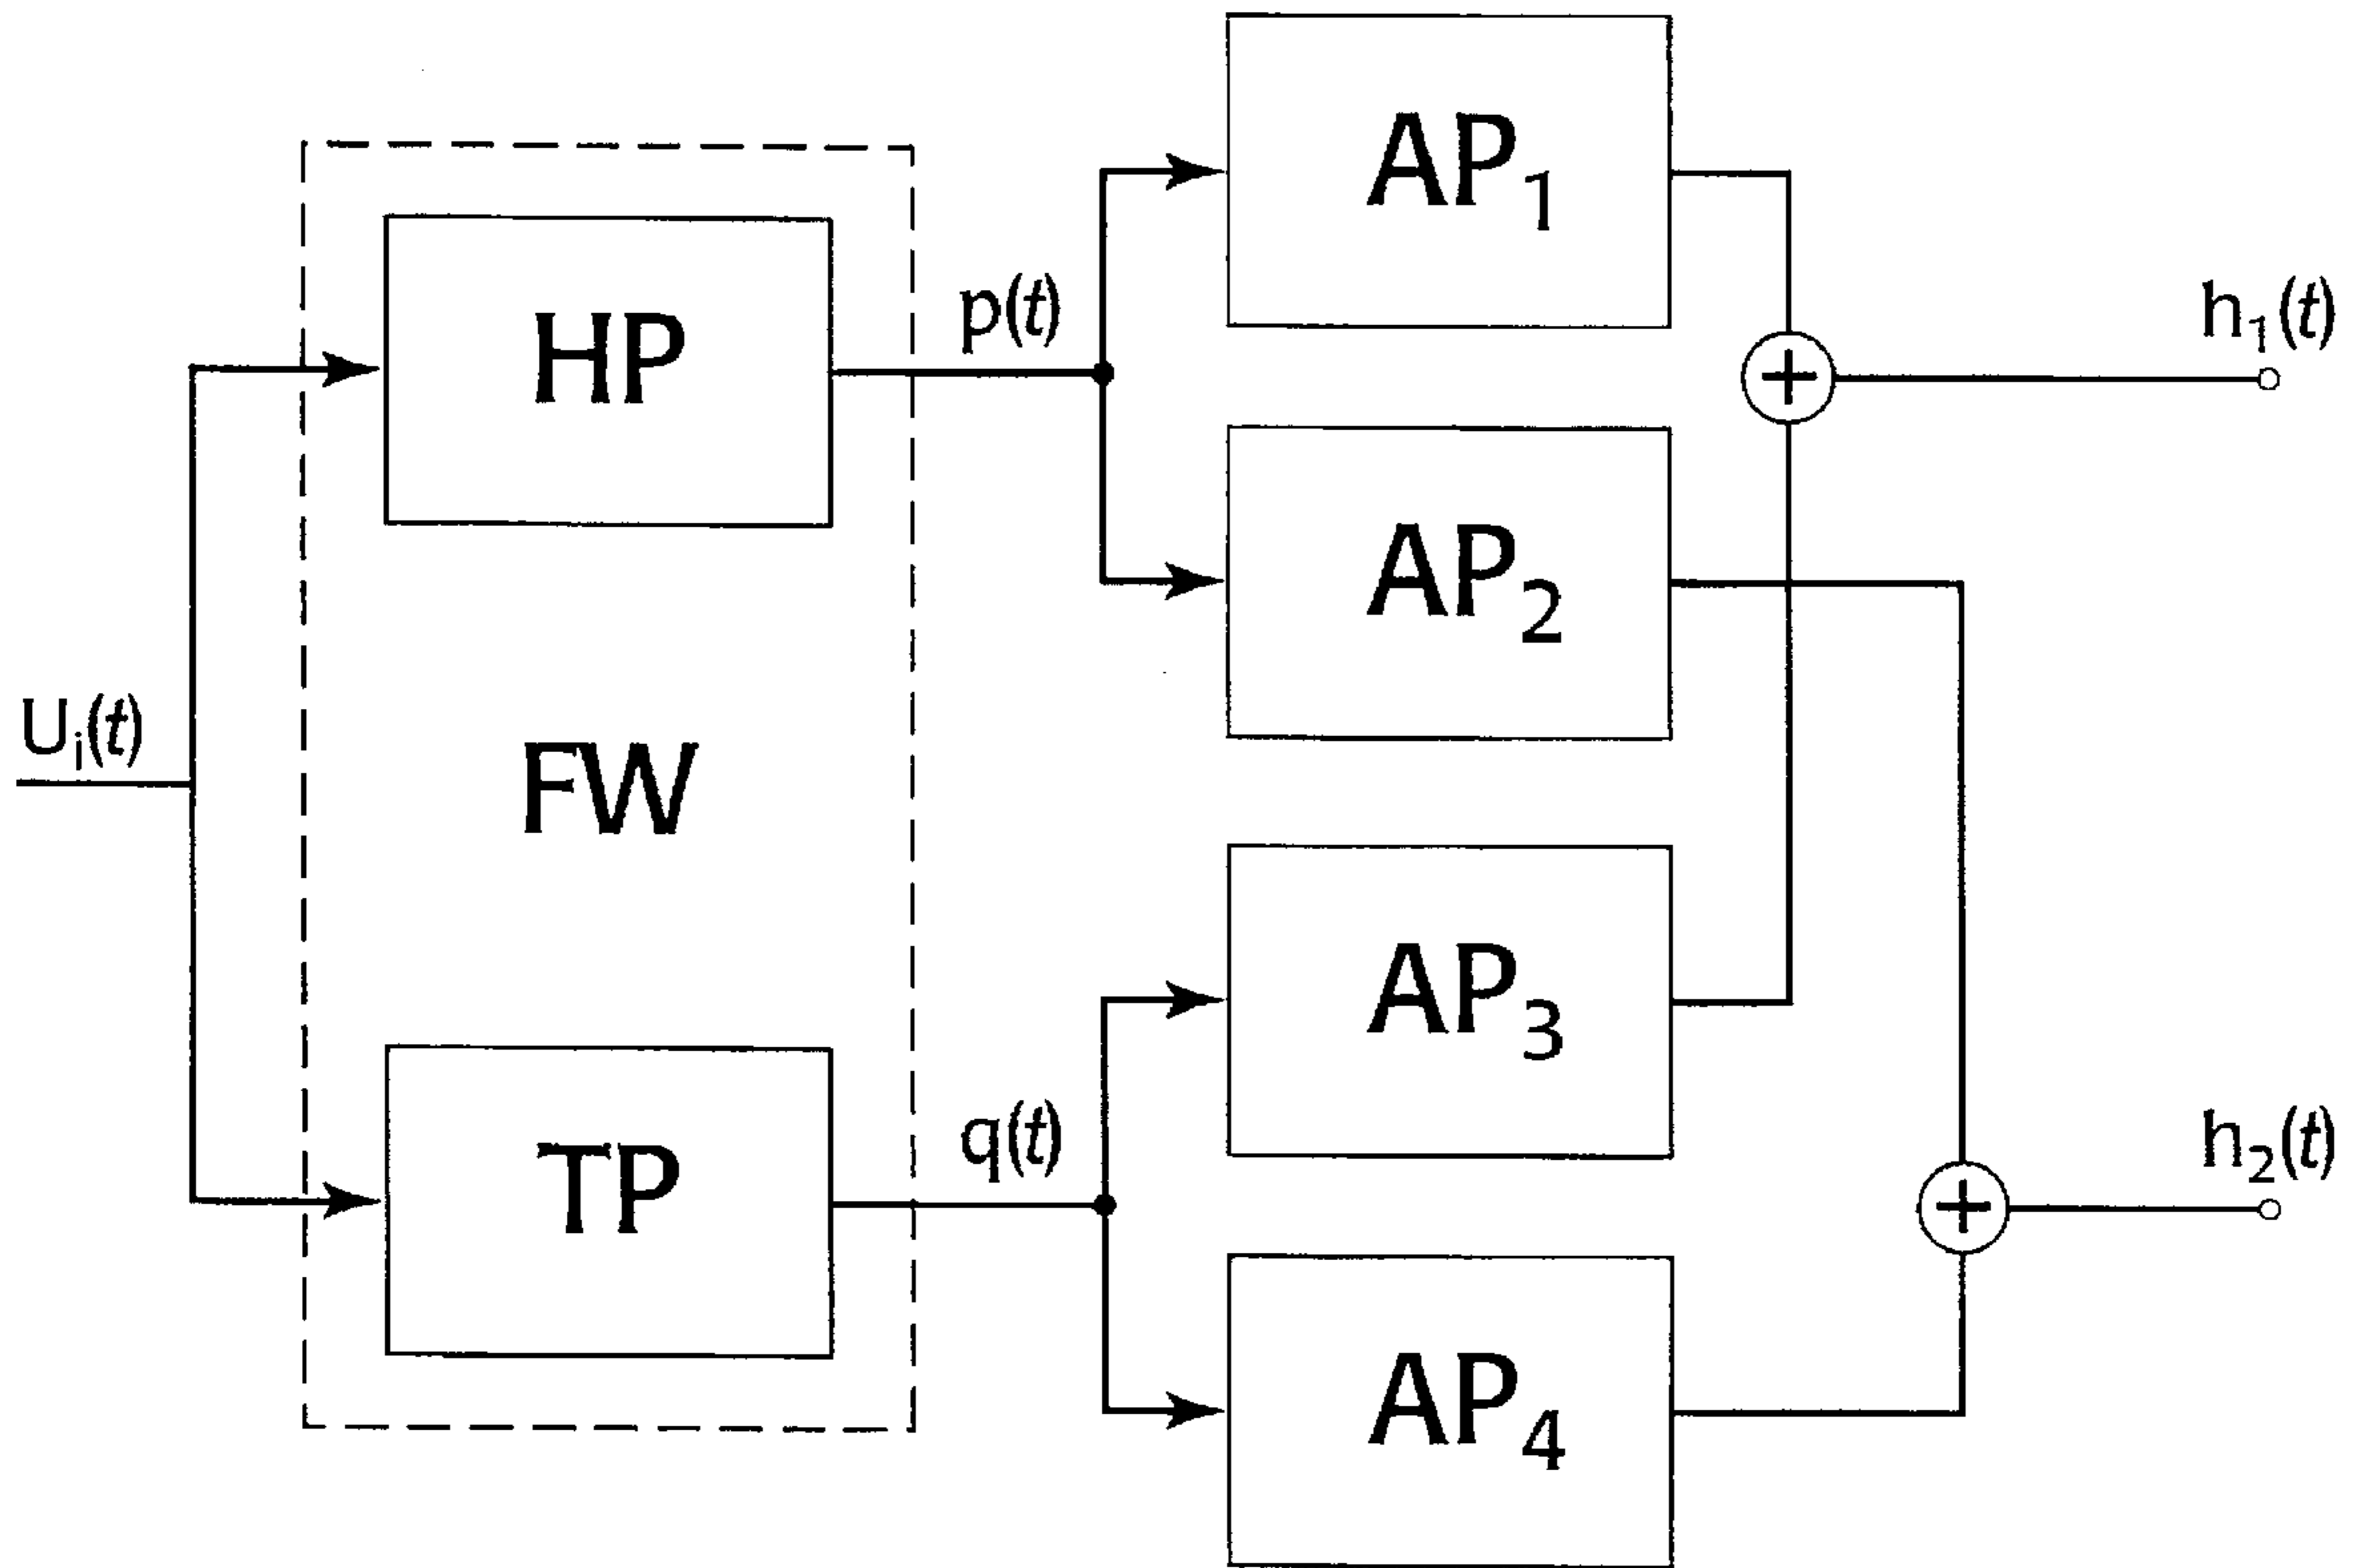 AP₁
HP
p(t)
h₁(t)
AP₂
Uᵢ(t)
FW
AP₃
TP
q(t)
h₂(t)
AP₄